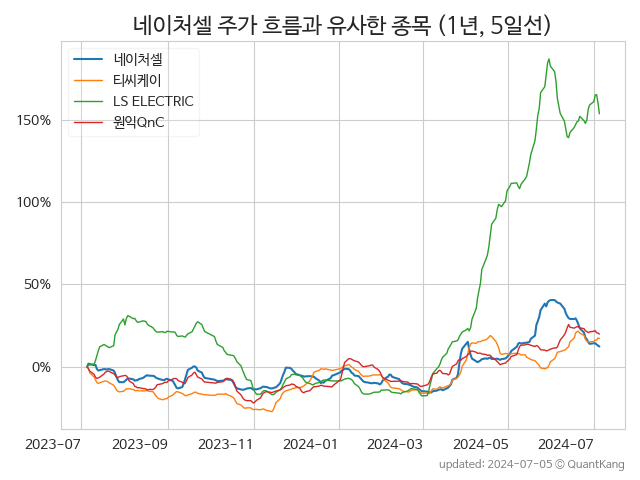 네이처셀 주가 흐름과 유사한 종목 (1년, 5일선)
네이처셀
티씨케이
LS ELECTRIC
원익QnC
150%
100%
50%
0%
2023-07 2023-09 2023-11 2024-01 2024-03 2024-05 2024-07
updated: 2024-07-05 © QuantKang